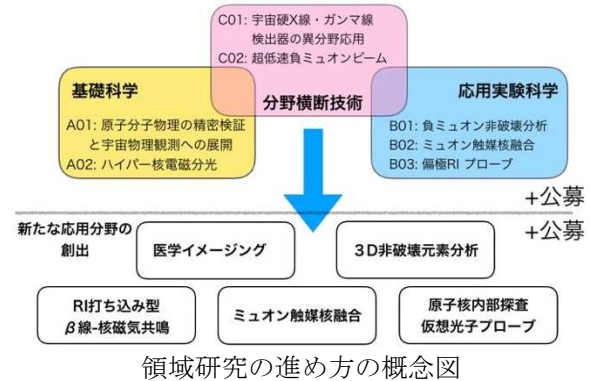 C01: 宇宙硬X線・ガンマ線
検出器の異分野応用
C02: 超低速負ミュオンビーム
分野横断技術
基礎科学
A01: 原子分子物理の精密検証
と宇宙物理観測への展開
A02: ハイパー核電磁分光
応用実験科学
B01: 負ミュオン非破壊分析
B02: ミュオン触媒核融合
B03: 偏極RI プローブ
+公募
新たな応用分野の
創出
+公募
医学イメージング
3D非破壊元素分析
RI打ち込み型
β線-核磁気共鳴
ミュオン触媒核融合
原子核内部探査
仮想光子プローブ
領域研究の進め方の概念図